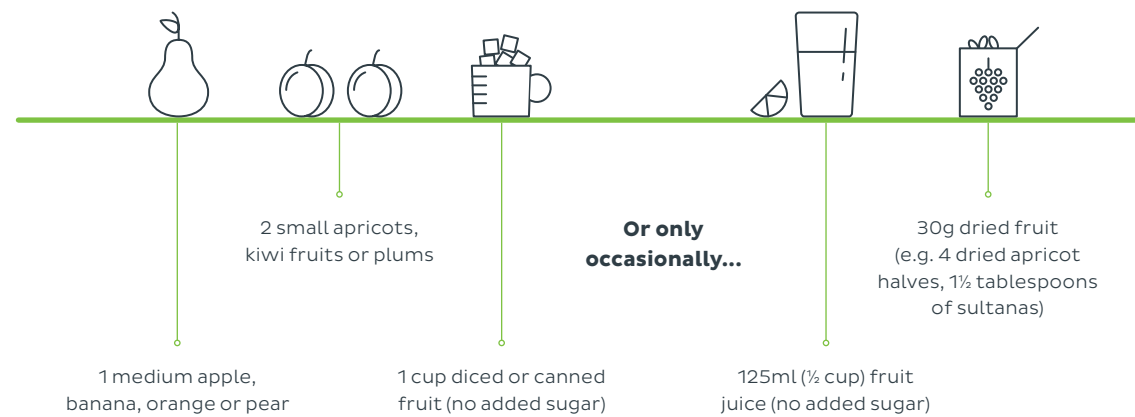 2 small apricots,
kiwi fruits or plums
Or only
occasionally...
30g dried fruit
(e.g. 4 dried apricot
halves, 1½ tablespoons
of sultanas)
1 medium apple,
banana, orange or pear
1 cup diced or canned
fruit (no added sugar)
125ml (½ cup) fruit
juice (no added sugar)